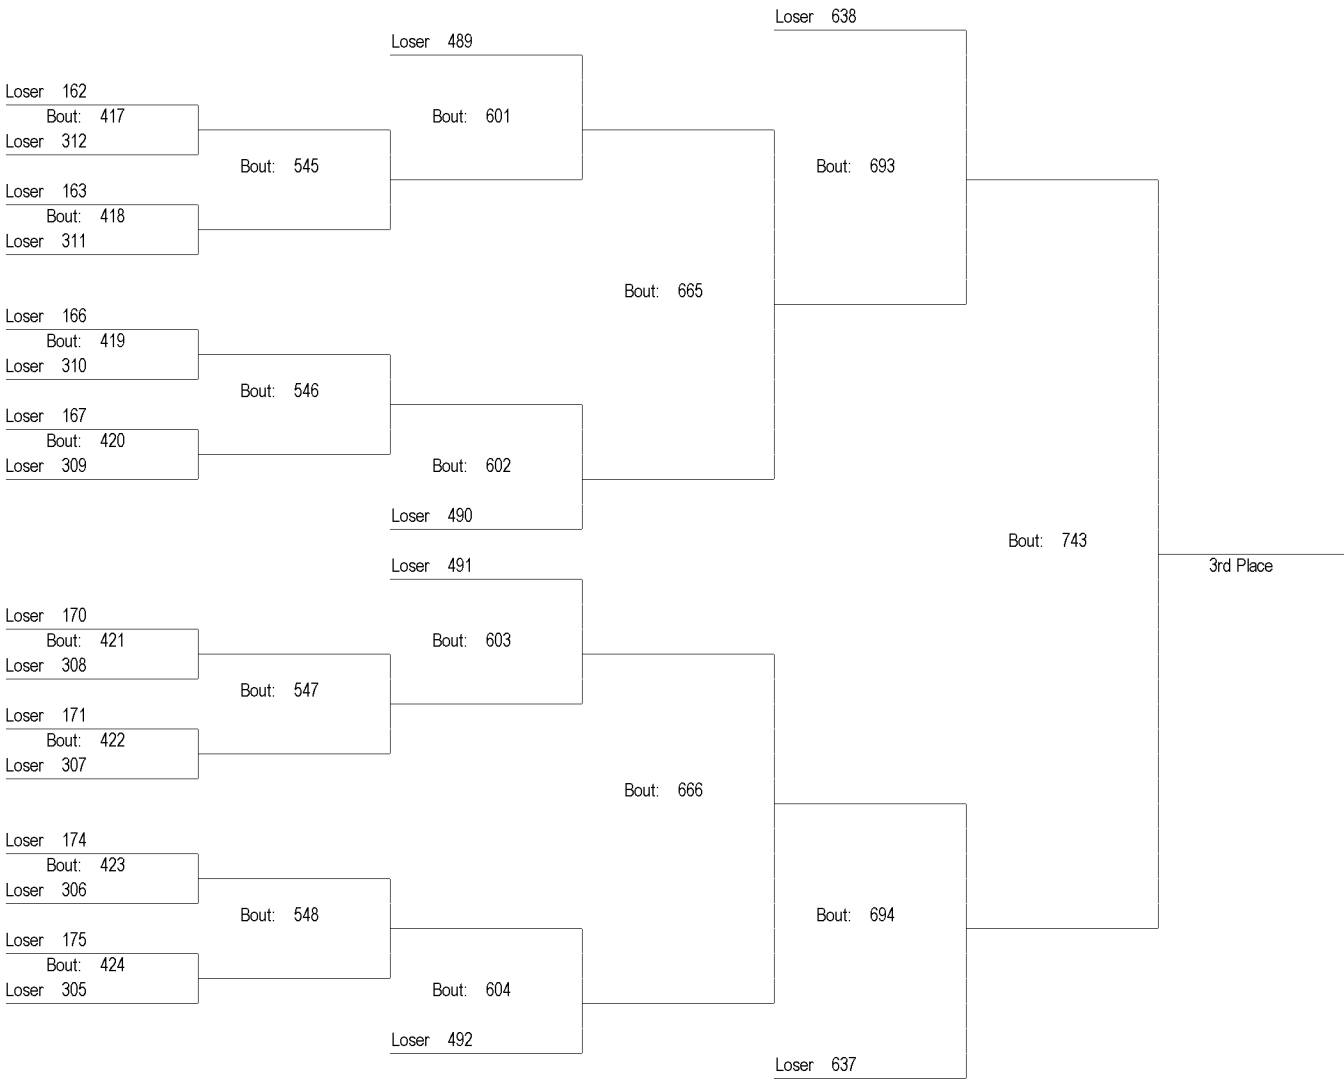 Loser 638
Loser 489
Loser 162
Bout: 417
Bout: 601
Loser 312
Bout: 545
Bout: 693
Loser 163
Bout: 418
Loser 311
Bout: 665
Loser 166
Bout: 419
Loser 310
Bout: 546
Loser 167
Bout: 420
Loser 309
Bout: 602
Loser 490
Bout: 743
Loser 491
3rd Place
Loser 170
Bout: 421
Bout: 603
Loser 308
Bout: 547
Loser 171
Bout: 422
Loser 307
Bout: 666
Loser 174
Bout: 423
Loser 306
Bout: 548
Bout: 694
Loser 175
Bout: 424
Loser 305
Bout: 604
Loser 492
Loser 637